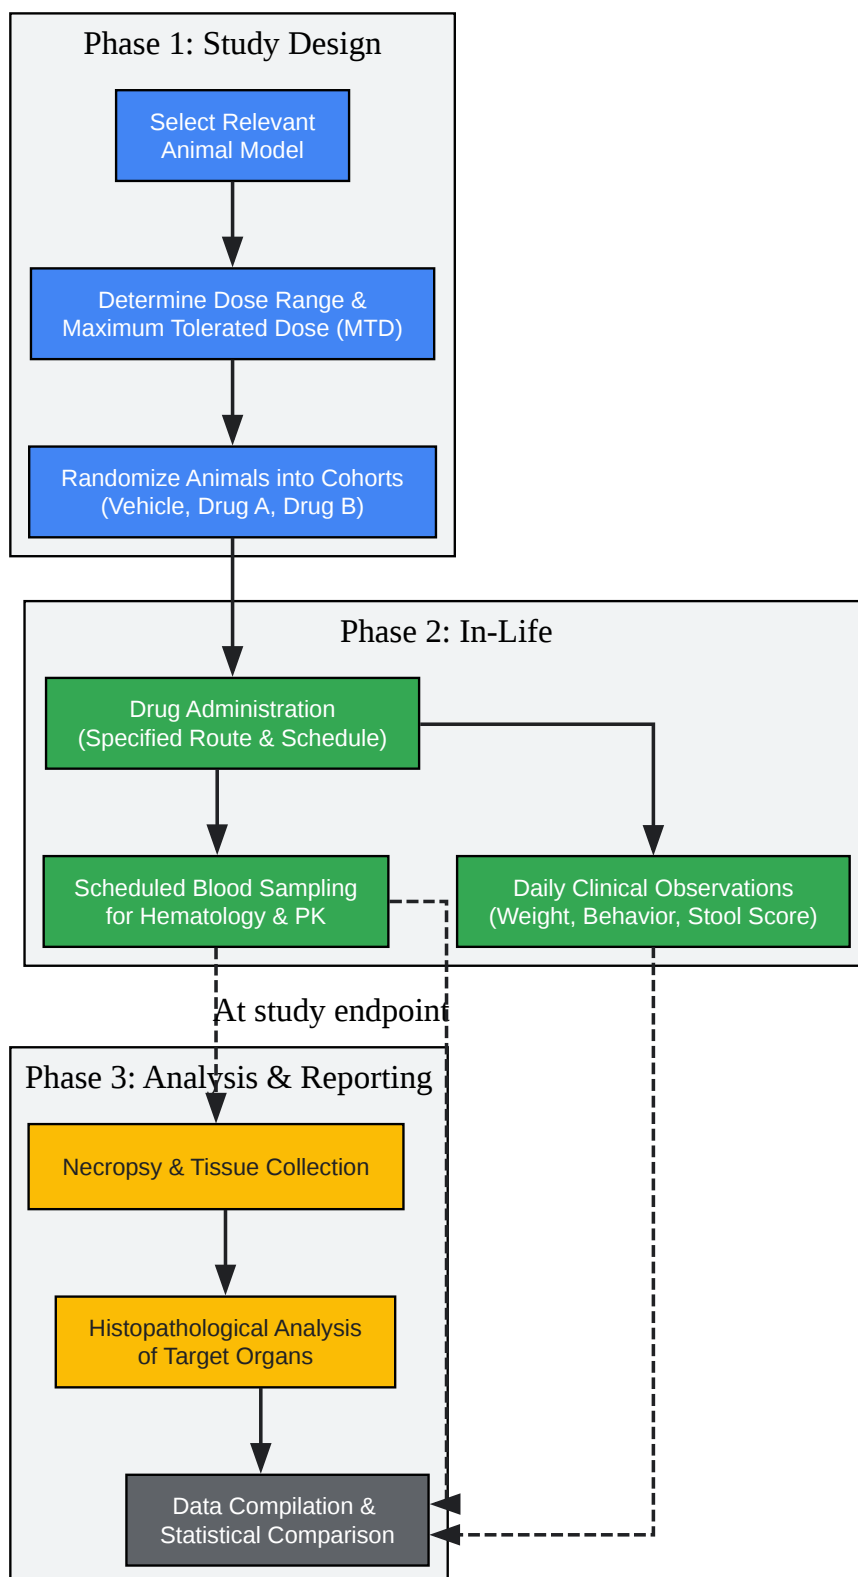 Phase 1: Study Design
Select Relevant
Animal Model
Determine Dose Range &
Maximum Tolerated Dose (MTD)
Randomize Animals into Cohorts
(Vehicle, Drug A, Drug B)
Phase 2: In-Life
Drug Administration
(Specified Route & Schedule)
Scheduled Blood Sampling
for Hematology & PK
Daily Clinical Observations
(Weight, Behavior, Stool Score)
At study endpoint
Phase 3: Analysis & Reporting
Necropsy & Tissue Collection
Histopathological Analysis
of Target Organs
Data Compilation &
Statistical Comparison